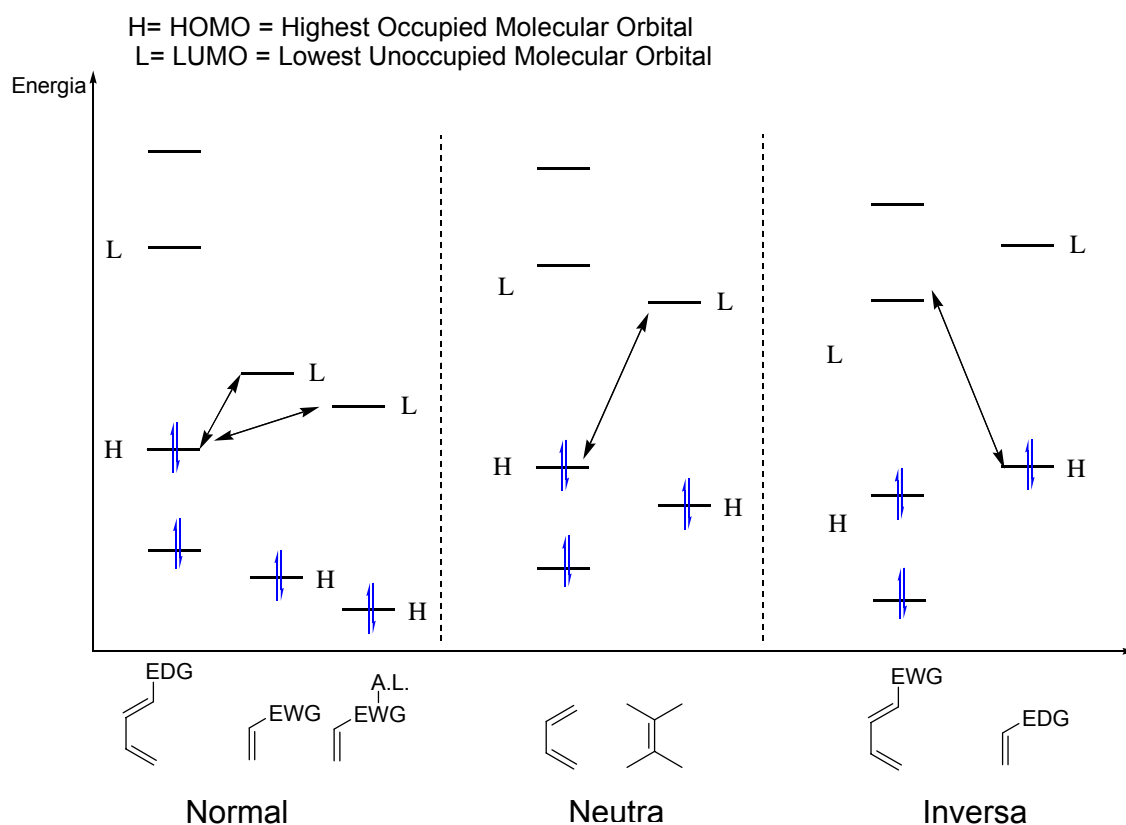 H= HOMO = Highest Occupied Molecular Orbital
L= LUMO = Lowest Unoccupied Molecular Orbital
Energia
L
L
L
H
H
H
L
L
H
H
L
L
H
H
EDG
EWG
A.L.
EWG
EWG
EDG
Normal
Neutra
Inversa